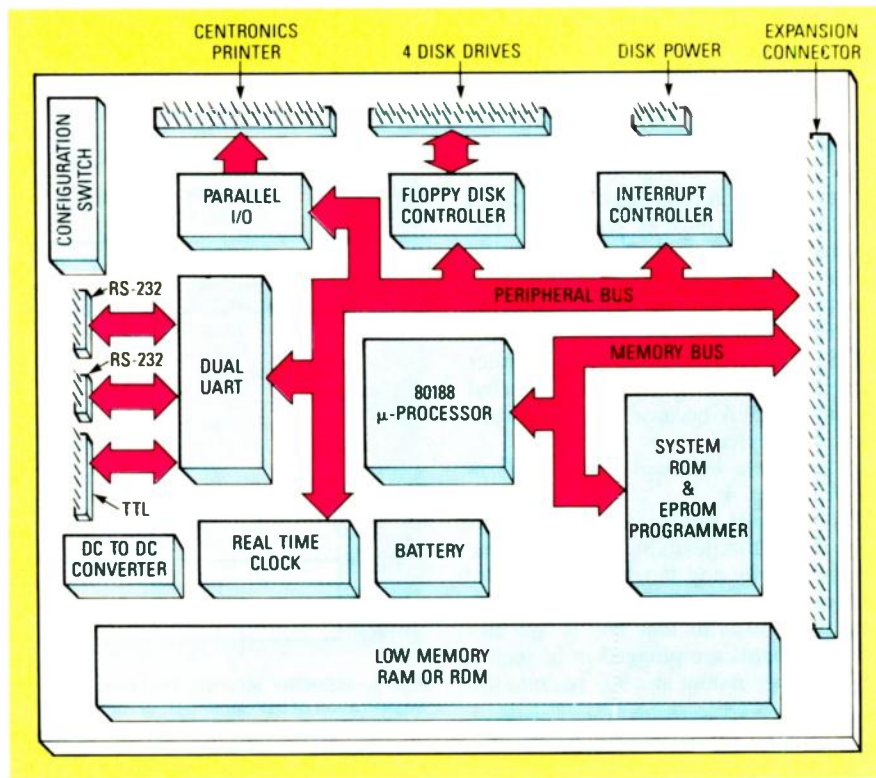 CENTRONICS
PRINTER
4 DISK DRIVES
DISK POWER
EXPANSION
CONNECTOR
CONFIGURATION
SWITCH
PARALLEL
I/O
FLOPPY DISK
CONTROLLER
INTERRUPT
CONTROLLER
RS-232
PERIPHERAL BUS
RS-232
DUAL
UART
MEMORY BUS
80188
μ-PROCESSOR
SYSTEM
ROM
&
EPROM
PROGRAMMER
TTL
DC TO DC
CONVERTER
REAL TIME
CLOCK
BATTERY
LOW MEMORY
RAM OR RDM